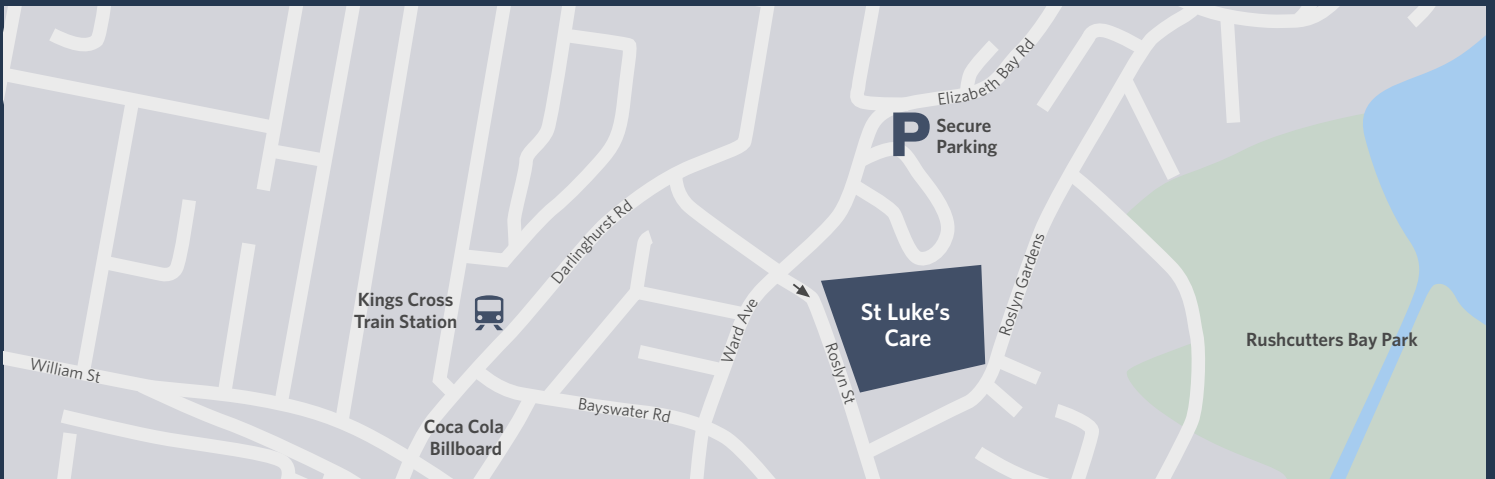 Elizabeth Bay Rd
P
Secure
Parking
Darlinghurst Rd
Kings Cross
Train Station
Ward Ave
Roslyn Gardens
St Luke's
Care
Rushcutters Bay Park
William St
Roslyn St
Bayswater Rd
Coca Cola
Billboard